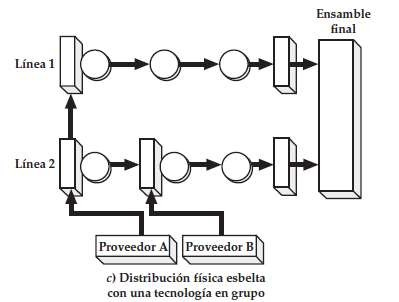 Ensamble
final
Línea 1
Línea 2
Proveedor A
Proveedor B
c) Distribución física esbelta
con una tecnología en grupo